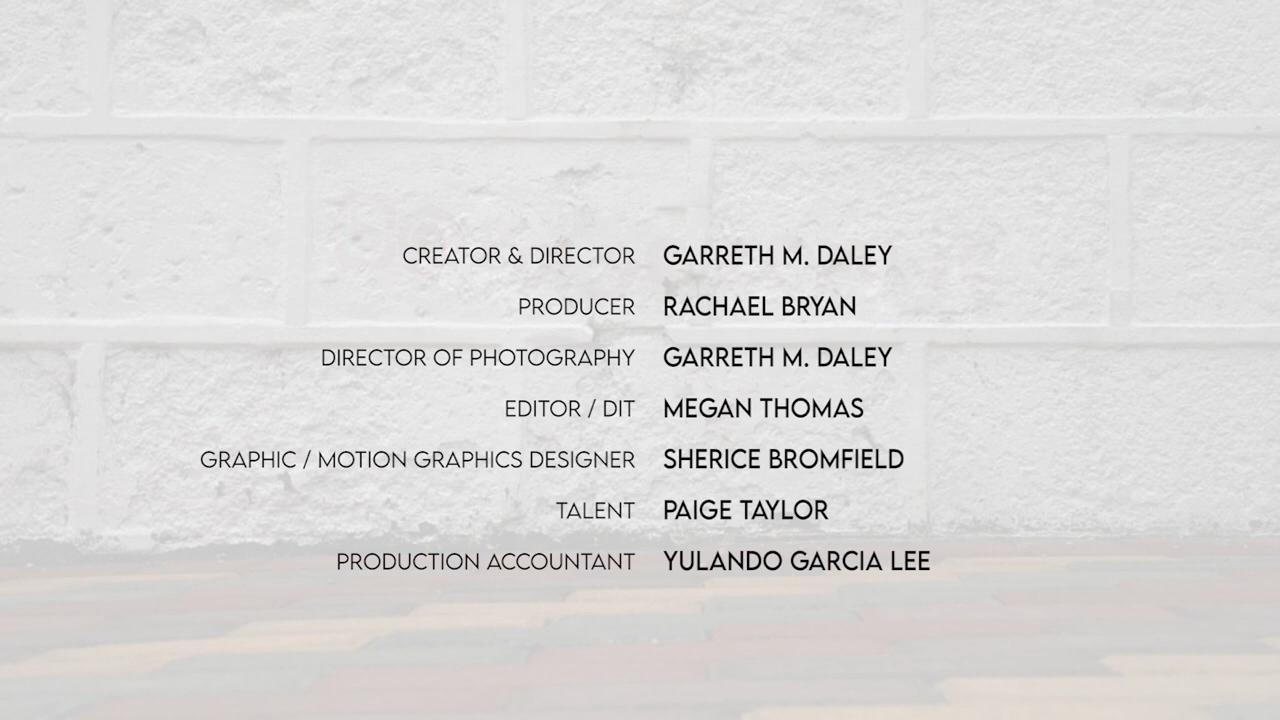 CREATOR & DIRECTOR GARRETH M. DALEY
PRODUCER RACHAEL BRYAN
DIRECTOR OF PHOTOGRAPHY GARRETH M. DALEY
EDITOR / DIT MEGAN THOMAS
GRAPHIC / MOTION GRAPHICS DESIGNER SHERICE BROMFIELD
TALENT PAIGE TAYLOR
PRODUCTION ACCOUNTANT YULANDO GARCIA LEE